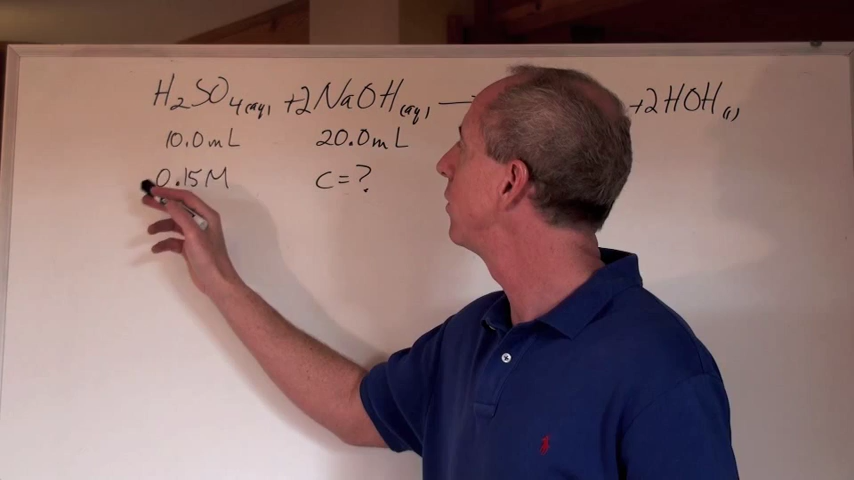 H₂SO₄(aq) + 2NaOH(aq) — +2HOH(l)
10.0mL 20.0mL
0.15M c=?